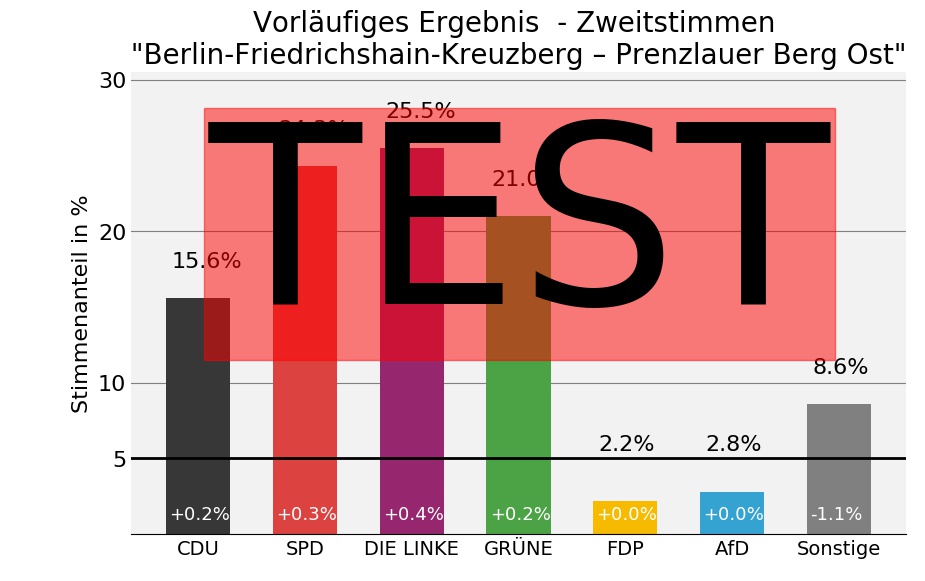 Vorläufiges Ergebnis - Zweitstimmen
"Berlin-Friedrichshain-Kreuzberg – Prenzlauer Berg Ost"
Stimmenanteil in %
30
20
10
5
25.5%
15.6%
2.2%
2.8%
8.6%
TEST
+0.2%
+0.3%
+0.4%
+0.2%
+0.0%
+0.0%
-1.1%
CDU
SPD
DIE LINKE
GRÜNE
FDP
AfD
Sonstige